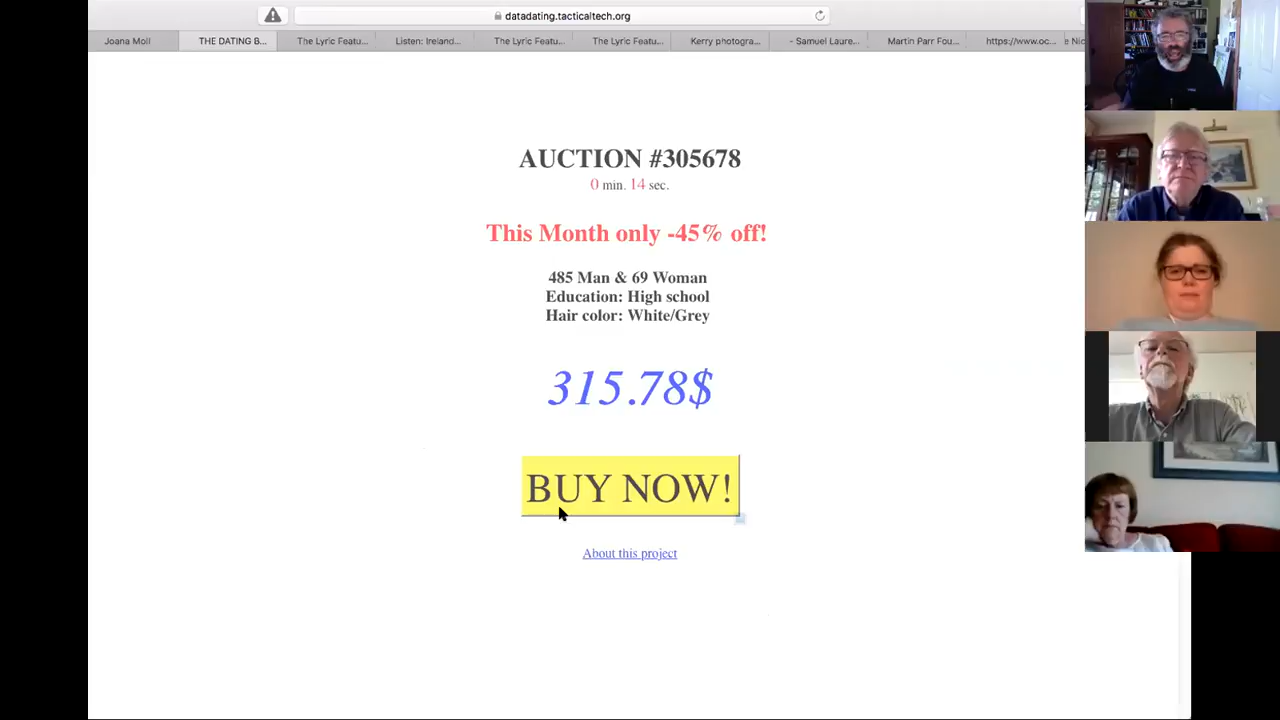 datadating.tacticaltech.org
Joana Moll
THE DATING B...
The Lyric Featu...
Listen: Ireland...
The Lyric Featu...
The Lyric Featu...
Kerry photogra...
- Samuel Laure...
Martin Parr Fou...
https://www.oc...
AUCTION #305678
0 min. 14 sec.
This Month only -45% off!
485 Man & 69 Woman
Education: High school
Hair color: White/Grey
315.78$
BUY NOW!
About this project